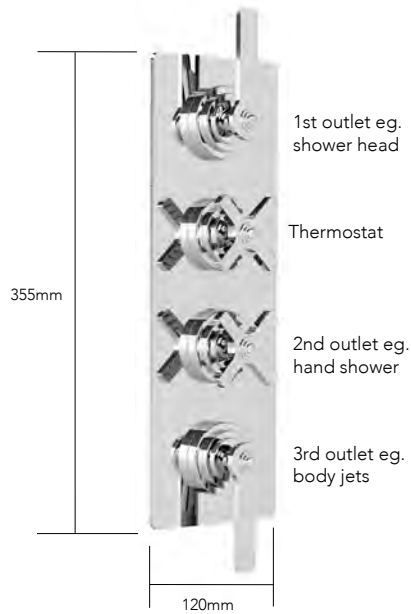 1st outlet eg.
shower head
Thermostat
355mm
2nd outlet eg.
hand shower
3rd outlet eg.
body jets
120mm